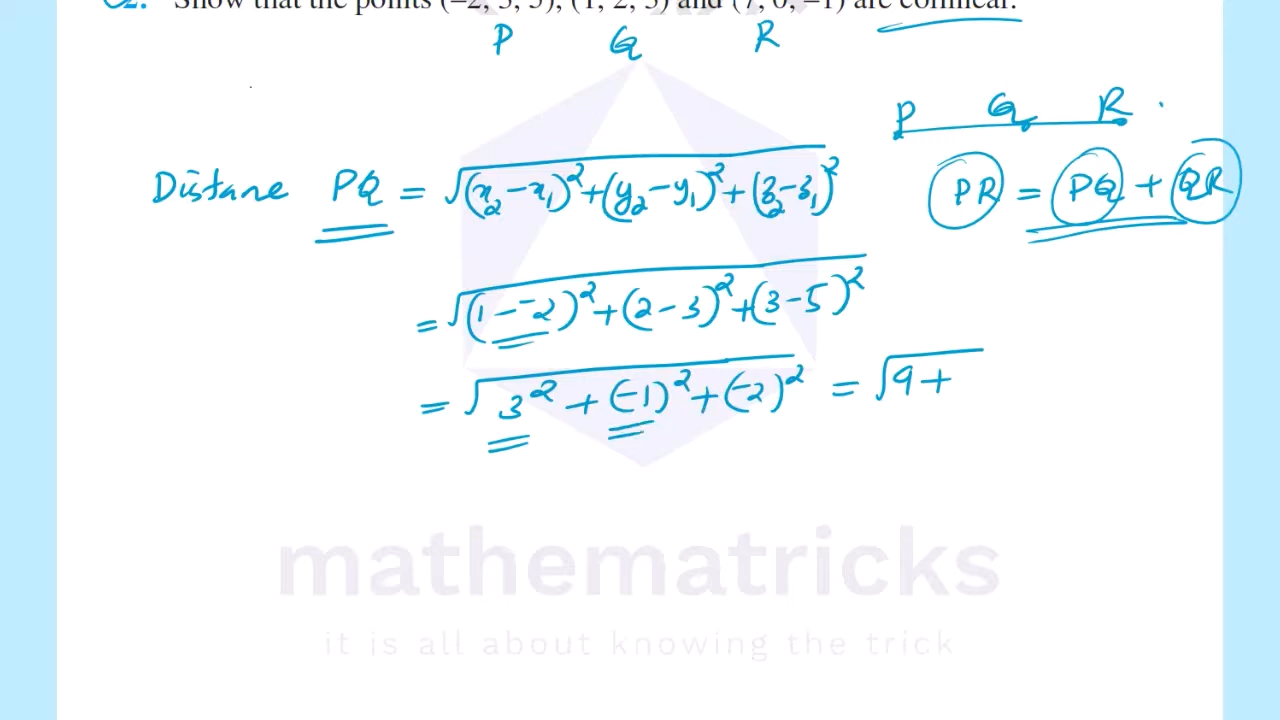 Q2. Show that the points (−2, 3, 5), (1, 2, 3) and (7, 0, −1) are collinear.
P Q R
P Q R
Distane PQ = √(x₂ − x₁)² + (y₂ − y₁)² + (z₂ − z₁)²
PR = PQ + QR
= √(1 − −2)² + (2 − 3)² + (3 − 5)²
= √3² + (−1)² + (−2)² = √9 +
mathematricks
it is all about knowing the trick